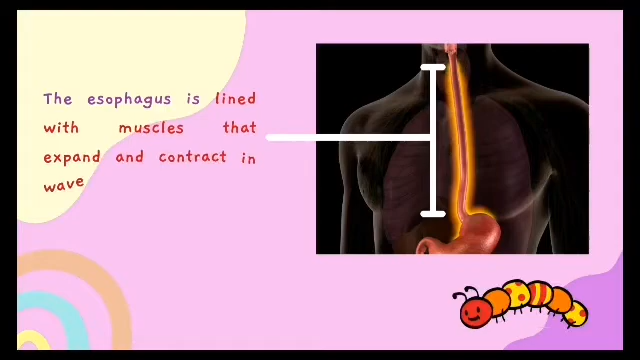 The esophagus is lined
with muscles that
expand and contract in
wave